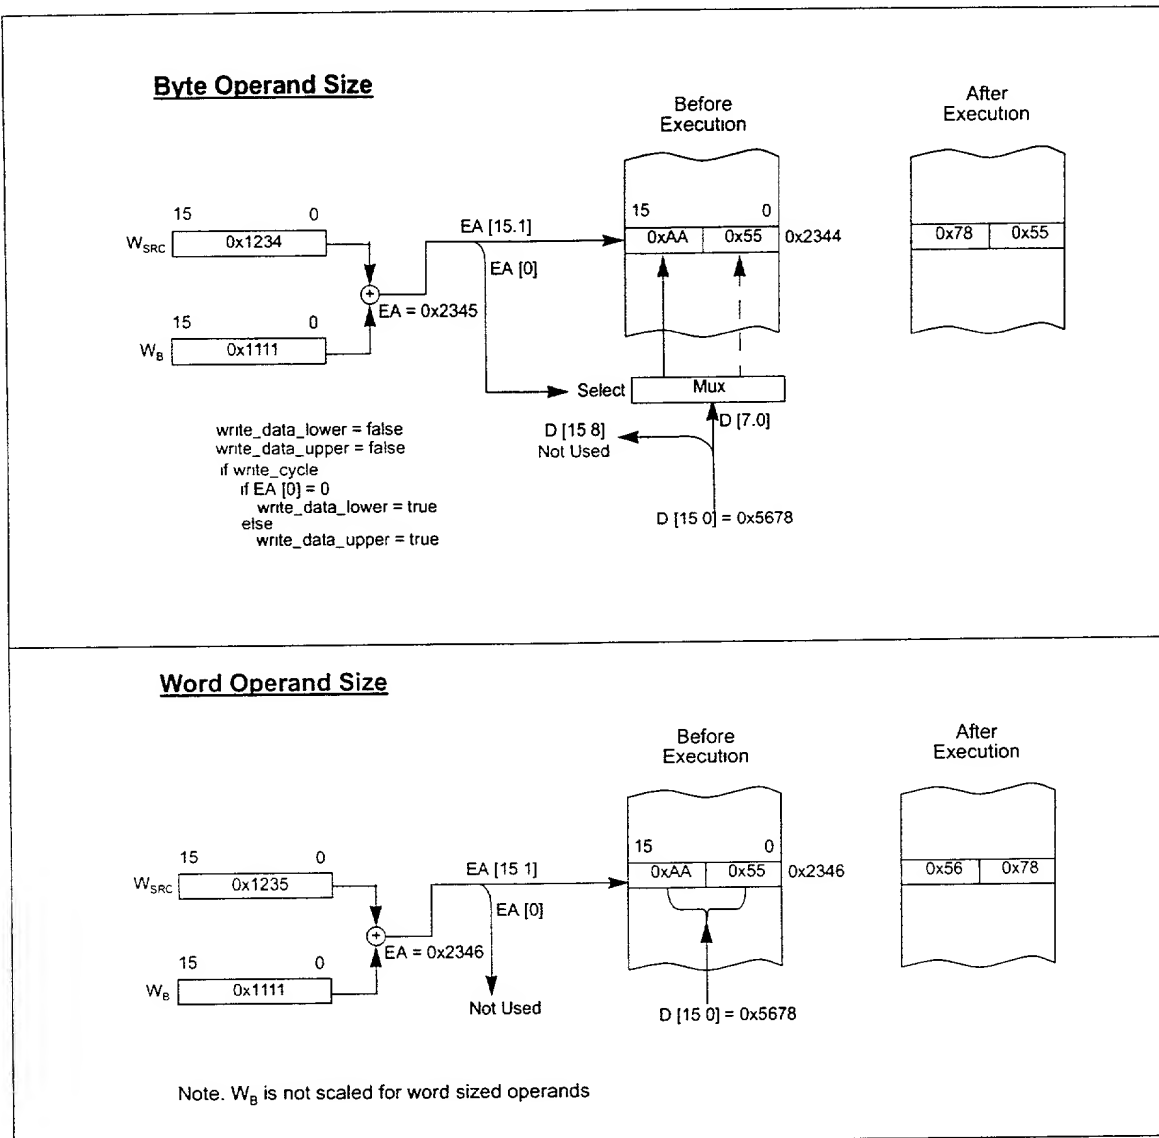 Byte Operand Size
Before
Execution
After
Execution
15 0
15 0
W_SRC 0x1234
EA [15.1]
0xAA 0x55 0x2344
0x78 0x55
EA [0]
EA = 0x2345
15 0
W_B 0x1111
Select Mux
D [7.0]
D [15 8]
Not Used
write_data_lower = false
write_data_upper = false
if write_cycle
if EA [0] = 0
write_data_lower = true
else
write_data_upper = true
D [15 0] = 0x5678
Word Operand Size
Before
Execution
After
Execution
15 0
15 0
W_SRC 0x1235
EA [15 1]
0xAA 0x55 0x2346
0x56 0x78
EA [0]
EA = 0x2346
15 0
W_B 0x1111
Not Used
D [15 0] = 0x5678
Note. W_B is not scaled for word sized operands